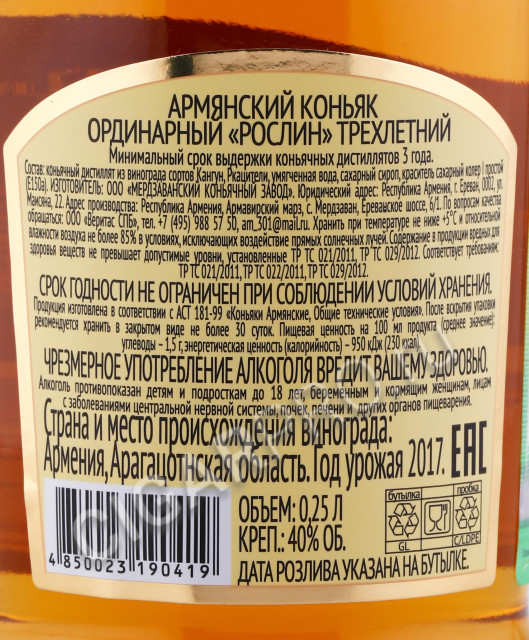 АРМЯНСКИЙ КОНЬЯК
ОРДИНАРНЫЙ «РОСЛИН» ТРЕХЛЕТНИЙ
Минимальный срок выдержки коньячных дистиллятов 3 года.
Состав: коньячный дистиллят из винограда сортов Кангун, Ркацители, умягченная вода, сахарный сироп, краситель сахарный колер I простой
(Е150а). ИЗГОТОВИТЕЛЬ: ООО «МЕРДЗАВАНСКИЙ КОНЬЯЧНЫЙ ЗАВОД». Юридический адрес: Республика Армения, г. Ереван, 0002, ул.
Маисяна, 22. Адрес производства: Республика Армения, Армавирский марз, с. Мердзаван, Ереванское шоссе, 6/1. По вопросам качества
обращаться: ООО «Веритас СПБ», тел. +7 (495) 988 57 50, am_301@mail.ru. Хранить при температуре не ниже +5°С и относительной
влажности воздуха не более 85% в условиях, исключающих воздействие прямых солнечных лучей. Содержание в продукции вредных для
здоровья веществ не превышает допустимые уровни, установленные ТР ТС 021/2011, ТР ТС 029/2012. Соответствует требованиям:
ТР ТС 021/2011, ТР ТС 022/2011, ТР ТС 029/2012.
СРОК ГОДНОСТИ НЕ ОГРАНИЧЕН ПРИ СОБЛЮДЕНИИ УСЛОВИЙ ХРАНЕНИЯ.
Продукция изготовлена в соответствии с АСТ 181-99 «Коньяки Армянские, Общие технические условия». После вскрытия упаковки
рекомендуется хранить в закрытом виде не более 30 суток. Пищевая ценность на 100 мл продукта (среднее значение):
углеводы – 1,5 г, энергетическая ценность (калорийность) – 950 кДж (230 ккал).
ЧРЕЗМЕРНОЕ УПОТРЕБЛЕНИЕ АЛКОГОЛЯ ВРЕДИТ ВАШЕМУ ЗДОРОВЬЮ.
Алкоголь противопоказан детям и подросткам до 18 лет, беременным и кормящим женщинам, лицам
с заболеваниями центральной нервной системы, почек, печени и других органов пищеварения.
Страна и место происхождения винограда:
Армения, Арагацотнская область. Год урожая 2017. ЕАС
ОБЪЕМ: 0,25 Л
КРЕП.: 40% ОБ.
ДАТА РОЗЛИВА УКАЗАНА НА БУТЫЛКЕ.
бутылка пробка
GL C/LDPE
4 850023 190419